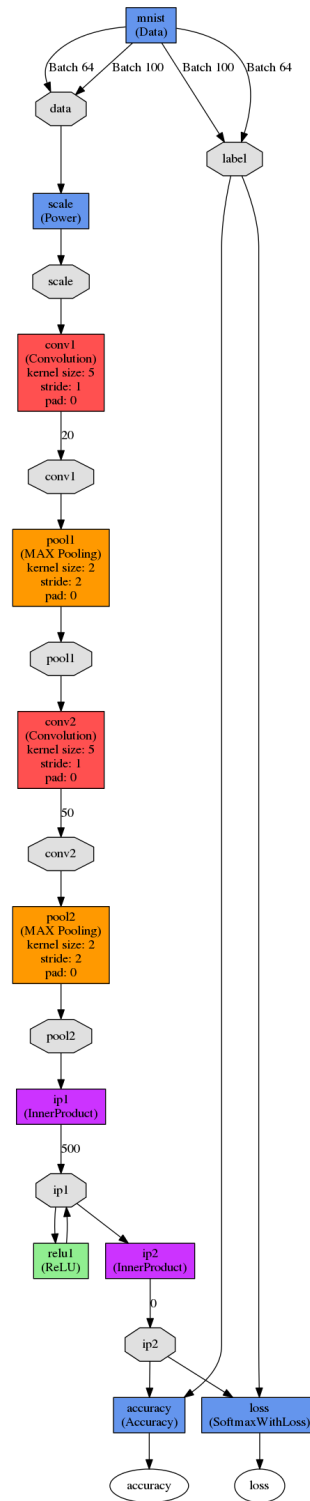 mnist
(Data)
Batch 64
Batch 100
Batch 100
Batch 64
data
label
scale
(Power)
scale
conv1
(Convolution)
kernel size: 5
stride: 1
pad: 0
20
conv1
pool1
(MAX Pooling)
kernel size: 2
stride: 2
pad: 0
pool1
conv2
(Convolution)
kernel size: 5
stride: 1
pad: 0
50
conv2
pool2
(MAX Pooling)
kernel size: 2
stride: 2
pad: 0
pool2
ip1
(InnerProduct)
500
ip1
relu1
(ReLU)
ip2
(InnerProduct)
0
ip2
accuracy
(Accuracy)
loss
(SoftmaxWithLoss)
accuracy
loss